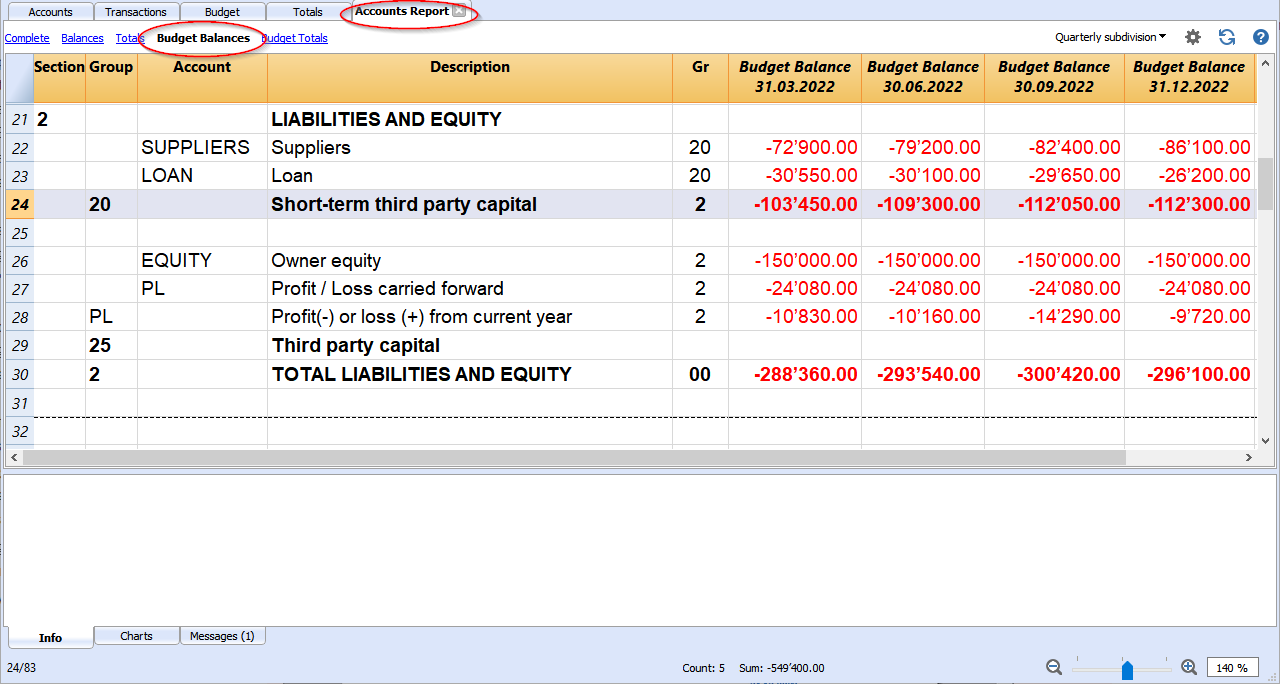 Accounts Transactions Budget Totals Accounts Report
Complete Balances Totals Budget Balances Budget Totals Quarterly subdivision
Section Group Account Description Gr Budget Balance 31.03.2022 Budget Balance 30.06.2022 Budget Balance 30.09.2022 Budget Balance 31.12.2022
21 2 LIABILITIES AND EQUITY
22 SUPPLIERS Suppliers 20 -72’900.00 -79’200.00 -82’400.00 -86’100.00
23 LOAN Loan 20 -30’550.00 -30’100.00 -29’650.00 -26’200.00
24 20 Short-term third party capital 2 -103’450.00 -109’300.00 -112’050.00 -112’300.00
25
26 EQUITY Owner equity 2 -150’000.00 -150’000.00 -150’000.00 -150’000.00
27 PL Profit / Loss carried forward 2 -24’080.00 -24’080.00 -24’080.00 -24’080.00
28 PL Profit(-) or loss (+) from current year 2 -10’830.00 -10’160.00 -14’290.00 -9’720.00
29 25 Third party capital
30 2 TOTAL LIABILITIES AND EQUITY 00 -288’360.00 -293’540.00 -300’420.00 -296’100.00
31
32
Info Charts Messages (1)
24/83 Count: 5 Sum: -549’400.00 140 %